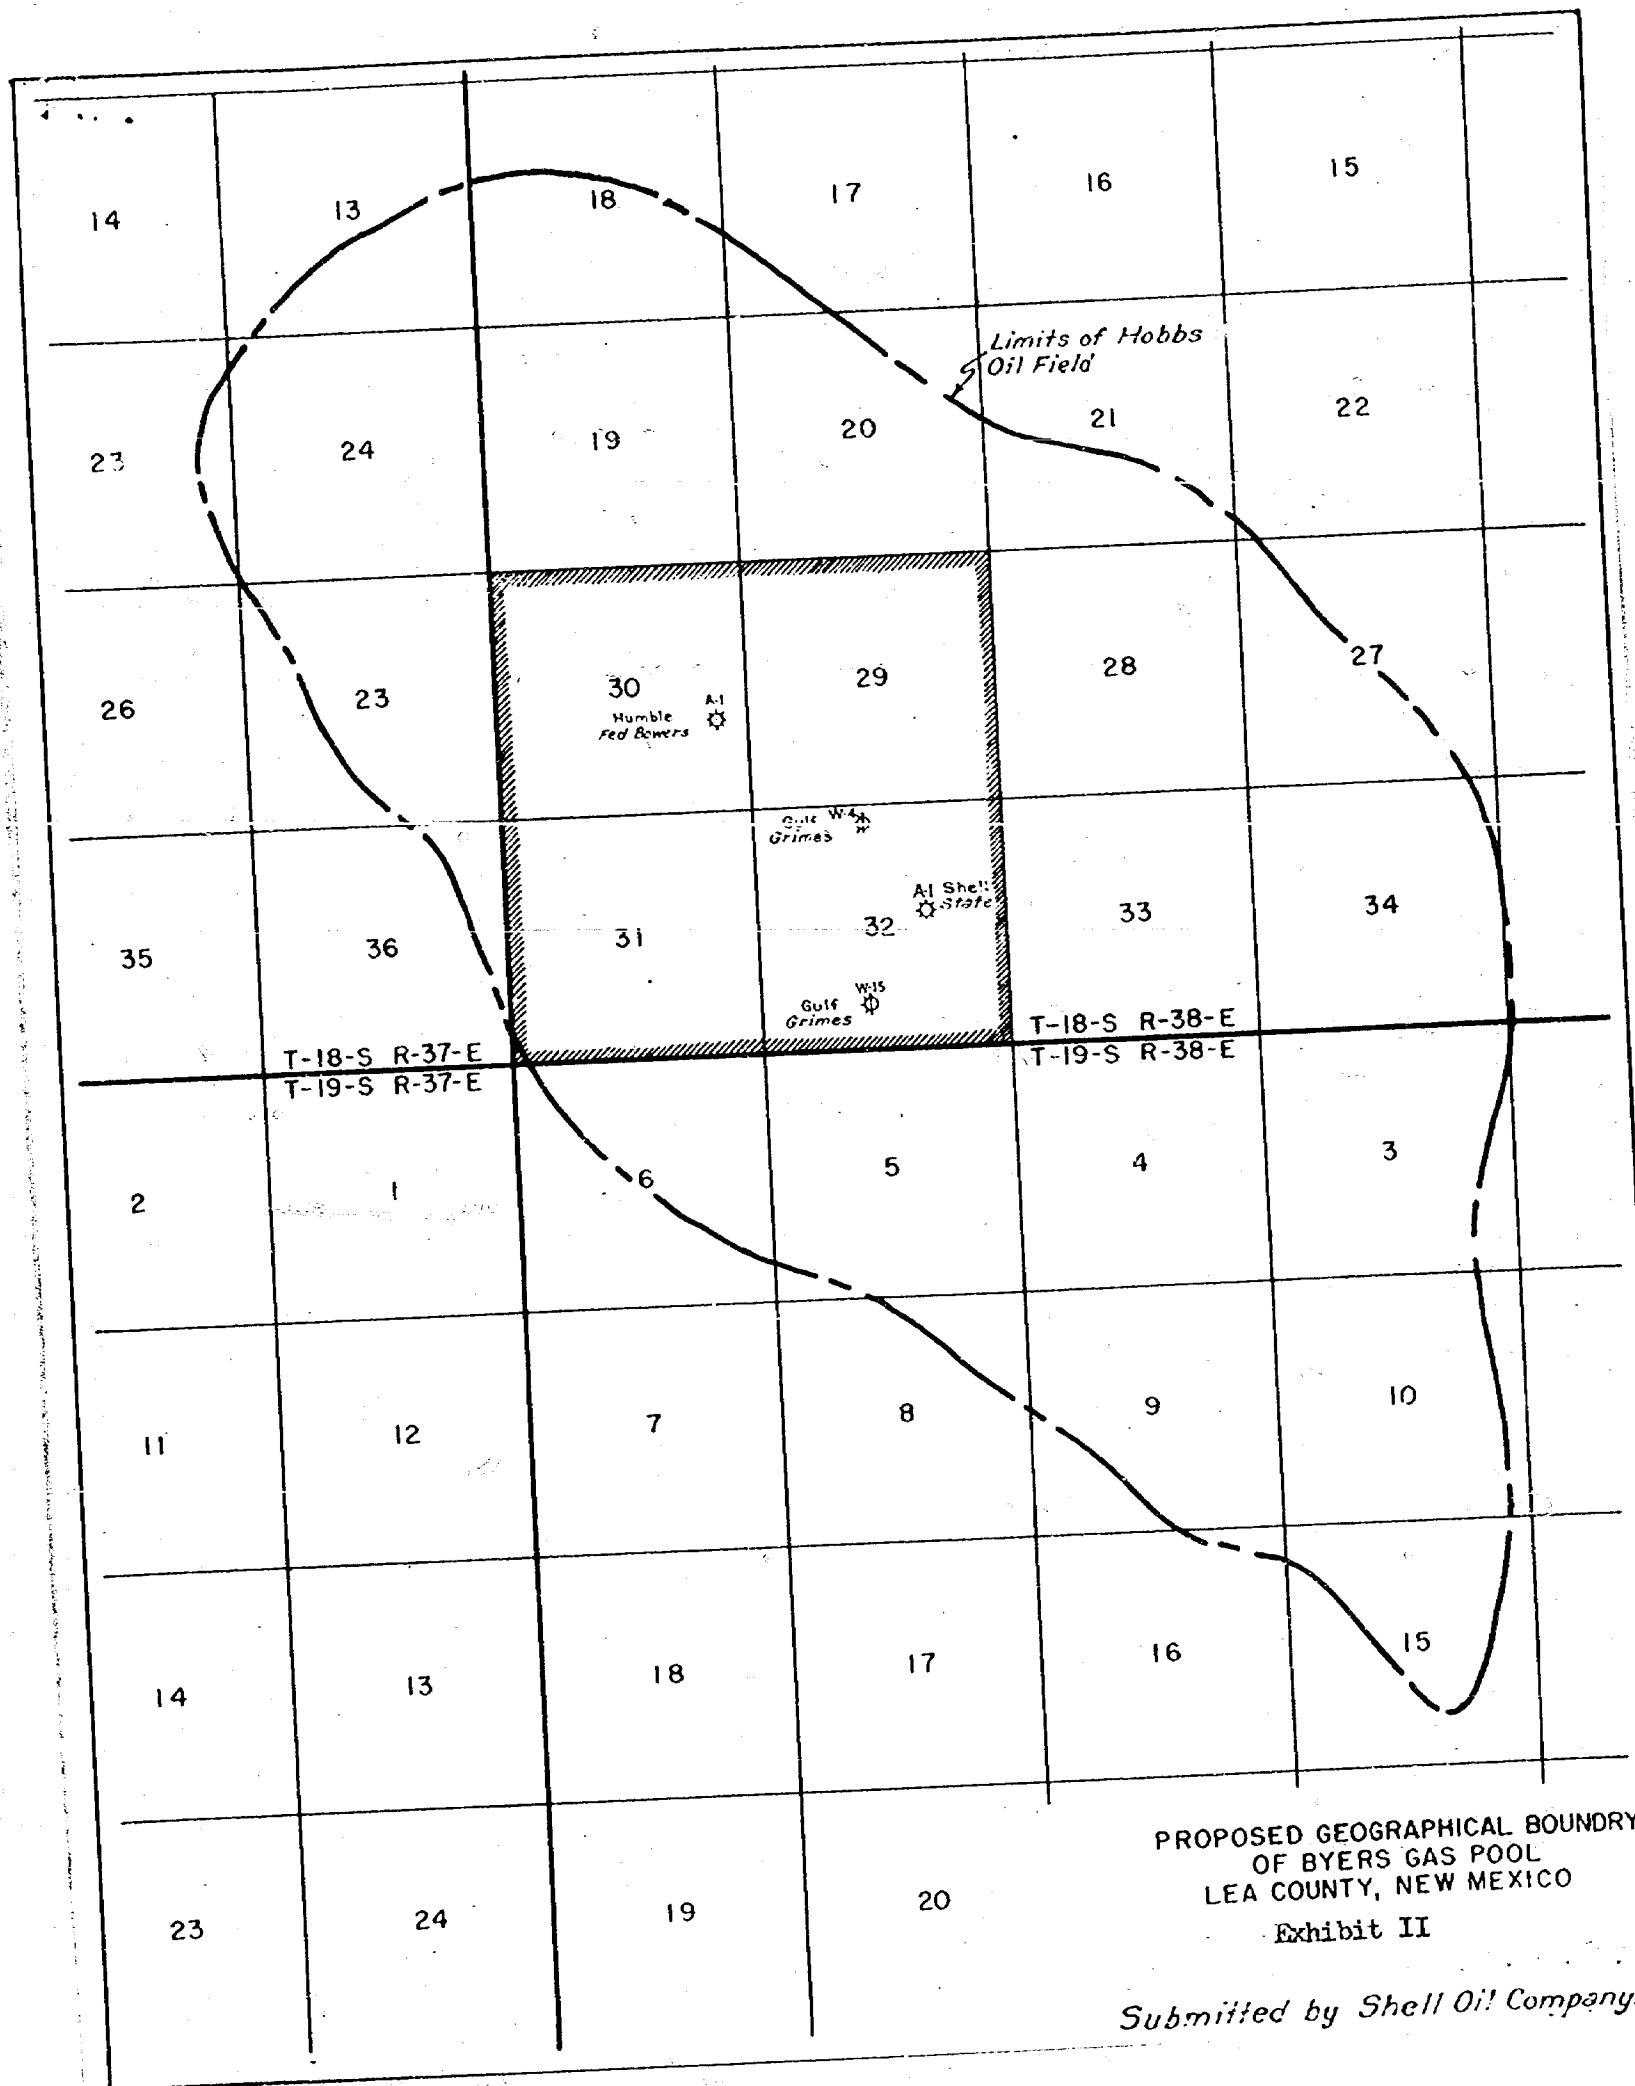 14 13 18 17 16 15
Limits of Hobbs
Oil Field
23 24 19 20 21 22
26 23 30 29 28 27
A-1
Humble
Fed Bowers
Gulf W-4
Grimes
A-1 Shell
State
35 36 31 32 33 34
W-15
Gulf
Grimes
T-18-S R-37-E
T-19-S R-37-E
T-18-S R-38-E
T-19-S R-38-E
2 1 6 5 4 3
11 12 7 8 9 10
14 13 18 17 16 15
23 24 19 20
PROPOSED GEOGRAPHICAL BOUNDRY
OF BYERS GAS POOL
LEA COUNTY, NEW MEXICO
Exhibit II
Submitted by Shell Oil Company